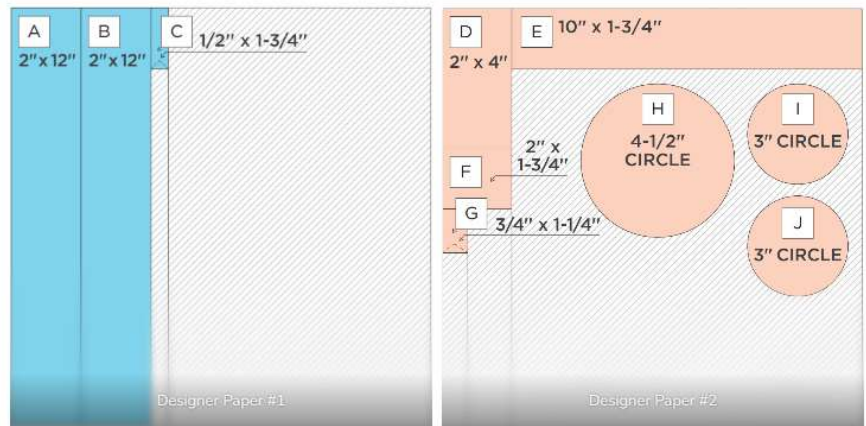 A
2" x 12"
B
2" x 12"
C
1/2" x 1-3/4"
Designer Paper #1
D
2" x 4"
E
10" x 1-3/4"
F
2" x
1-3/4"
G
3/4" x 1-1/4"
H
4-1/2"
CIRCLE
I
3" CIRCLE
J
3" CIRCLE
Designer Paper #2